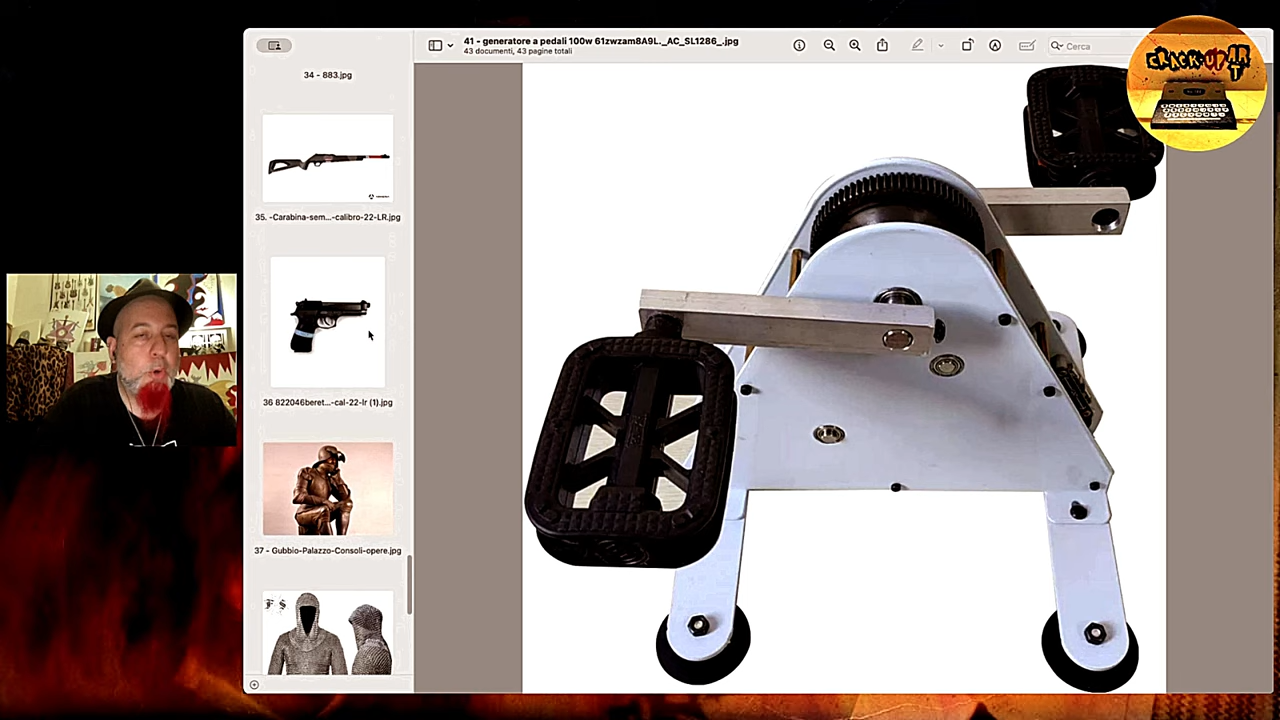 41 - generatore a pedali 100w 61zwzam8A9L._AC_SL1286_.jpg
43 documenti, 43 pagine totali
Cerca
CRACK-UP ART
34 - 883.jpg
35. -Carabina-sem...-calibro-22-LR.jpg
36 822046beret...-cal-22-lr (1).jpg
37 - Gubbio-Palazzo-Consoli-opere.jpg
FS